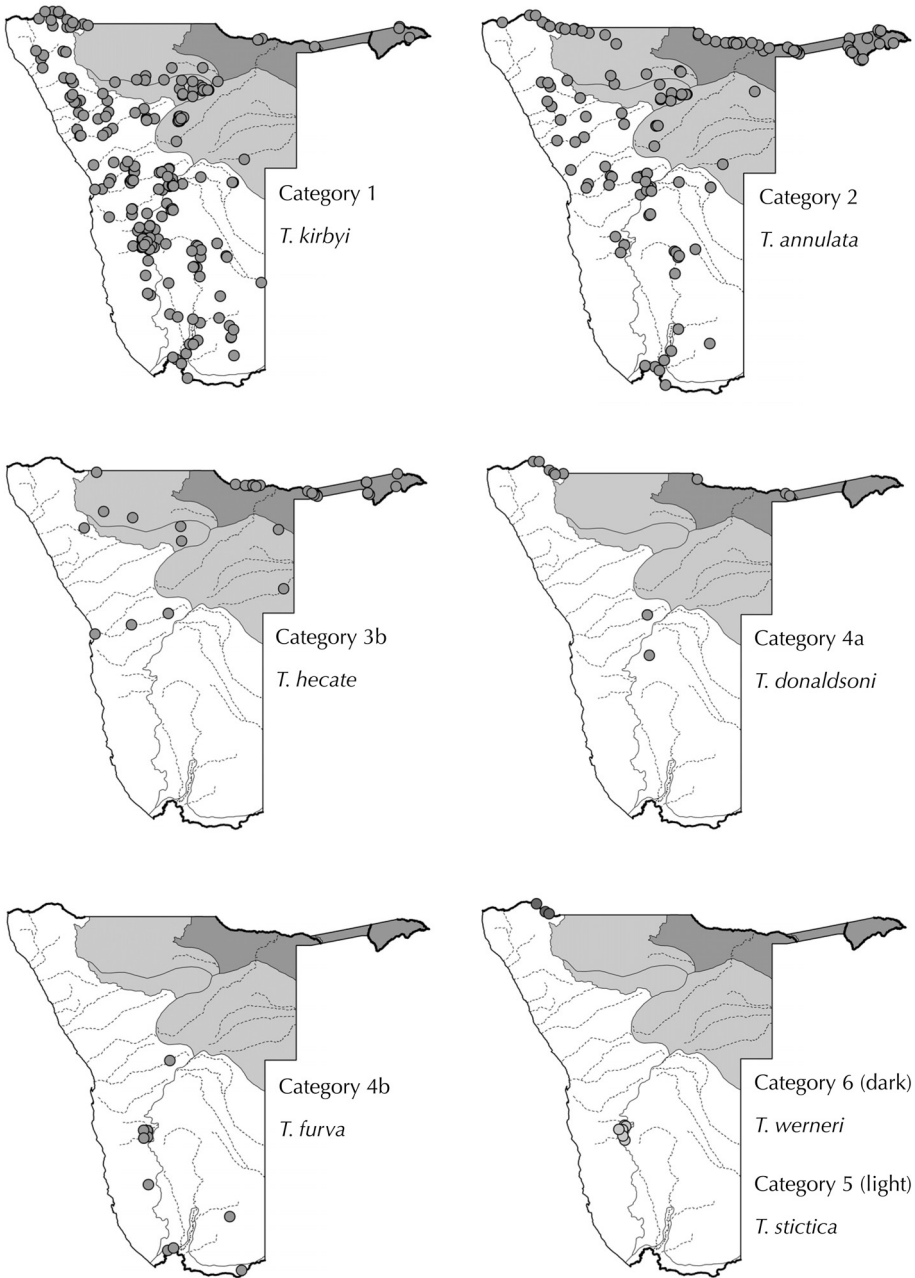 Category 1
T. kirbyi
Category 2
T. annulata
Category 3b
T. hecate
Category 4a
T. donaldsoni
Category 4b
T. furva
Category 6 (dark)
T. werneri
Category 5 (light)
T. stictica